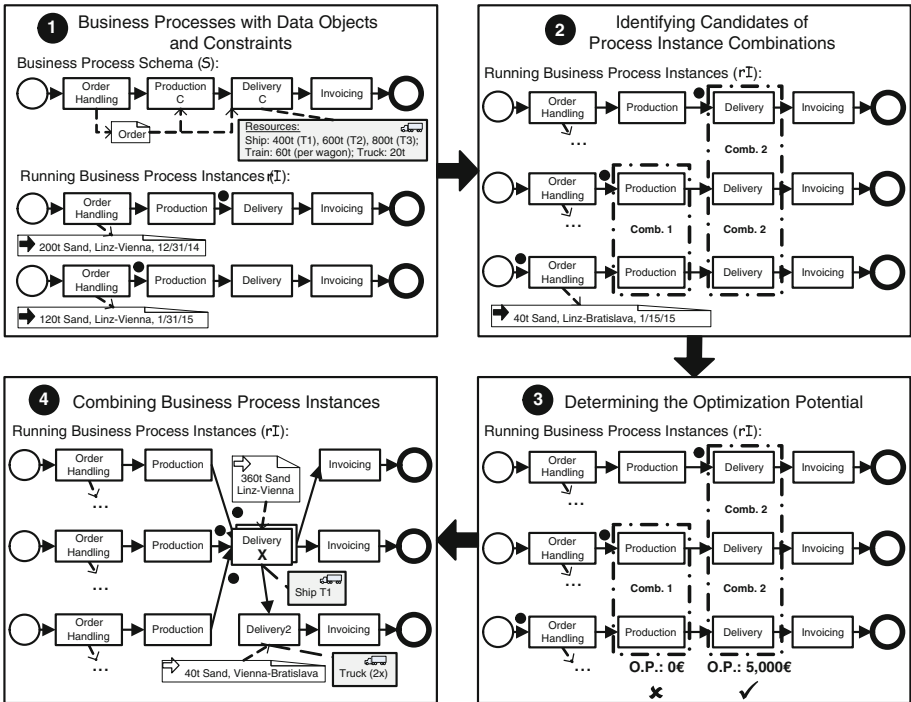 1 Business Processes with Data Objects
and Constraints
Business Process Schema (S):
Order
Handling
Production
C
Delivery
C
Invoicing
Order
Resources:
Ship: 400t (T1), 600t (T2), 800t (T3);
Train: 60t (per wagon); Truck: 20t
Running Business Process Instances (rI):
Order
Handling
Production
Delivery
Invoicing
200t Sand, Linz-Vienna, 12/31/14
Order
Handling
Production
Delivery
Invoicing
120t Sand, Linz-Vienna, 1/31/15
2 Identifying Candidates of
Process Instance Combinations
Running Business Process Instances (rI):
Order
Handling
Production
Delivery
Invoicing
...
Comb. 2
Order
Handling
Production
Delivery
Invoicing
...
Comb. 1
Comb. 2
Order
Handling
Production
Delivery
Invoicing
40t Sand, Linz-Bratislava, 1/15/15
4 Combining Business Process Instances
Running Business Process Instances (rI):
Order
Handling
Production
Invoicing
...
360t Sand
Linz-Vienna
Order
Handling
Production
Delivery
X
Invoicing
...
Ship T1
Order
Handling
Production
Delivery2
Invoicing
...
40t Sand, Vienna-Bratislava
Truck (2x)
3 Determining the Optimization Potential
Running Business Process Instances (rI):
Order
Handling
Production
Delivery
Invoicing
...
Comb. 2
Order
Handling
Production
Delivery
Invoicing
...
Comb. 1
Comb. 2
Order
Handling
Production
Delivery
Invoicing
...
O.P.: 0€
O.P.: 5,000€